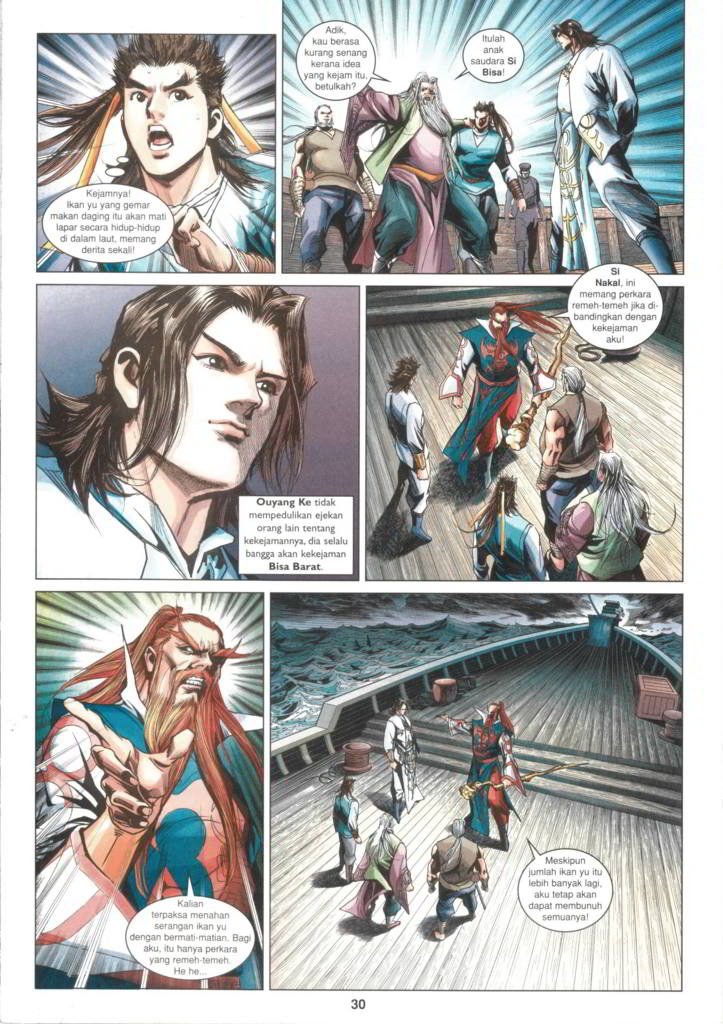 Kejamnya!
Ikan yu yang gemar
makan daging itu akan mati
lapar secara hidup-hidup
di dalam laut, memang
derita sekali!
Adik,
kau berasa
kurang senang
kerana idea
yang kejam itu,
betulkah?
Itulah
anak
saudara Si
Bisa!
Ouyang Ke tidak
mempedulikan ejekan
orang lain tentang
kekejamannya, dia selalu
bangga akan kekejaman
Bisa Barat.
Si
Nakal, ini
memang perkara
remeh-temeh jika di-
bandingkan dengan
kekejaman
aku!
Kalian
terpaksa menahan
serangan ikan yu
dengan bermati-matian. Bagi
aku, itu hanya perkara
yang remeh-temeh.
He he...
Meskipun
jumlah ikan yu itu
lebih banyak lagi,
aku tetap akan
dapat membunuh
semuanya!
30